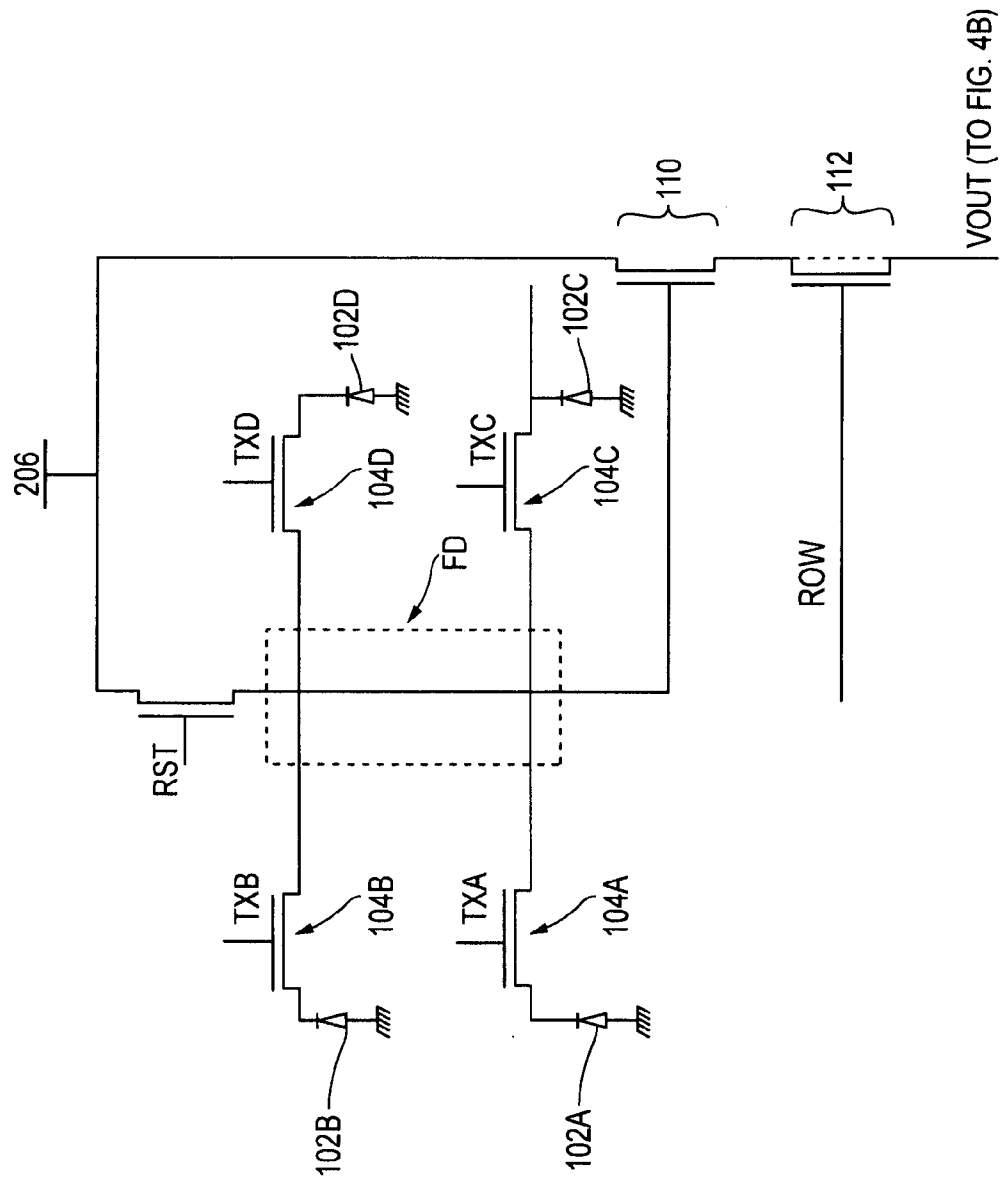 206
RST
TXB
104B
102B
TXD
102D
104D
FD
TXA
104A
102A
TXC
102C
104C
110
ROW
112
VOUT (TO FIG. 4B)